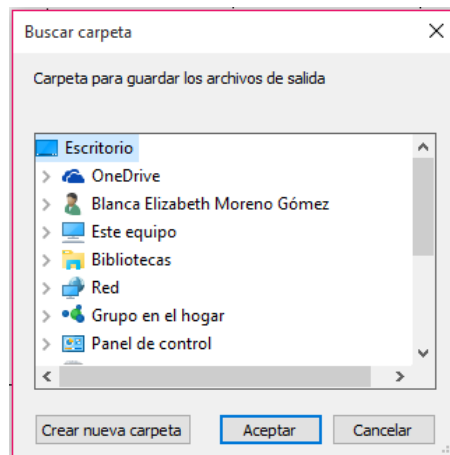 Buscar carpeta
Carpeta para guardar los archivos de salida
Escritorio
OneDrive
Blanca Elizabeth Moreno Gómez
Este equipo
Bibliotecas
Red
Grupo en el hogar
Panel de control
Crear nueva carpeta Aceptar Cancelar